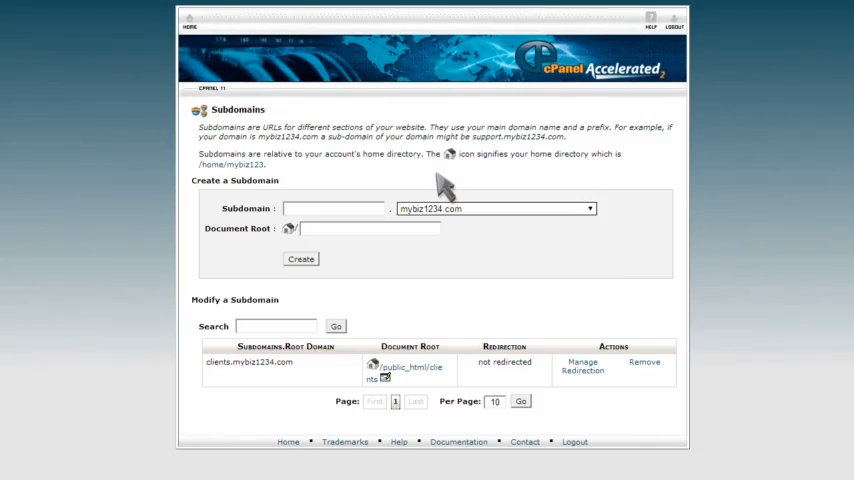 HOME
HELP
LOGOUT
cPanel Accelerated2
CPANEL 11
Subdomains
Subdomains are URLs for different sections of your website. They use your main domain name and a prefix. For example, if
your domain is mybiz1234.com a sub-domain of your domain might be support.mybiz1234.com.
Subdomains are relative to your account's home directory. The icon signifies your home directory which is
/home/mybiz123.
Create a Subdomain
Subdomain : . mybiz1234.com
Document Root : /
Create
Modify a Subdomain
Search Go
SUBDOMAINS.ROOT DOMAIN DOCUMENT ROOT REDIRECTION ACTIONS
clients.mybiz1234.com /public_html/clie not redirected Manage Remove
nts Redirection
Page: First 1 Last Per Page: 10 Go
Home Trademarks Help Documentation Contact Logout